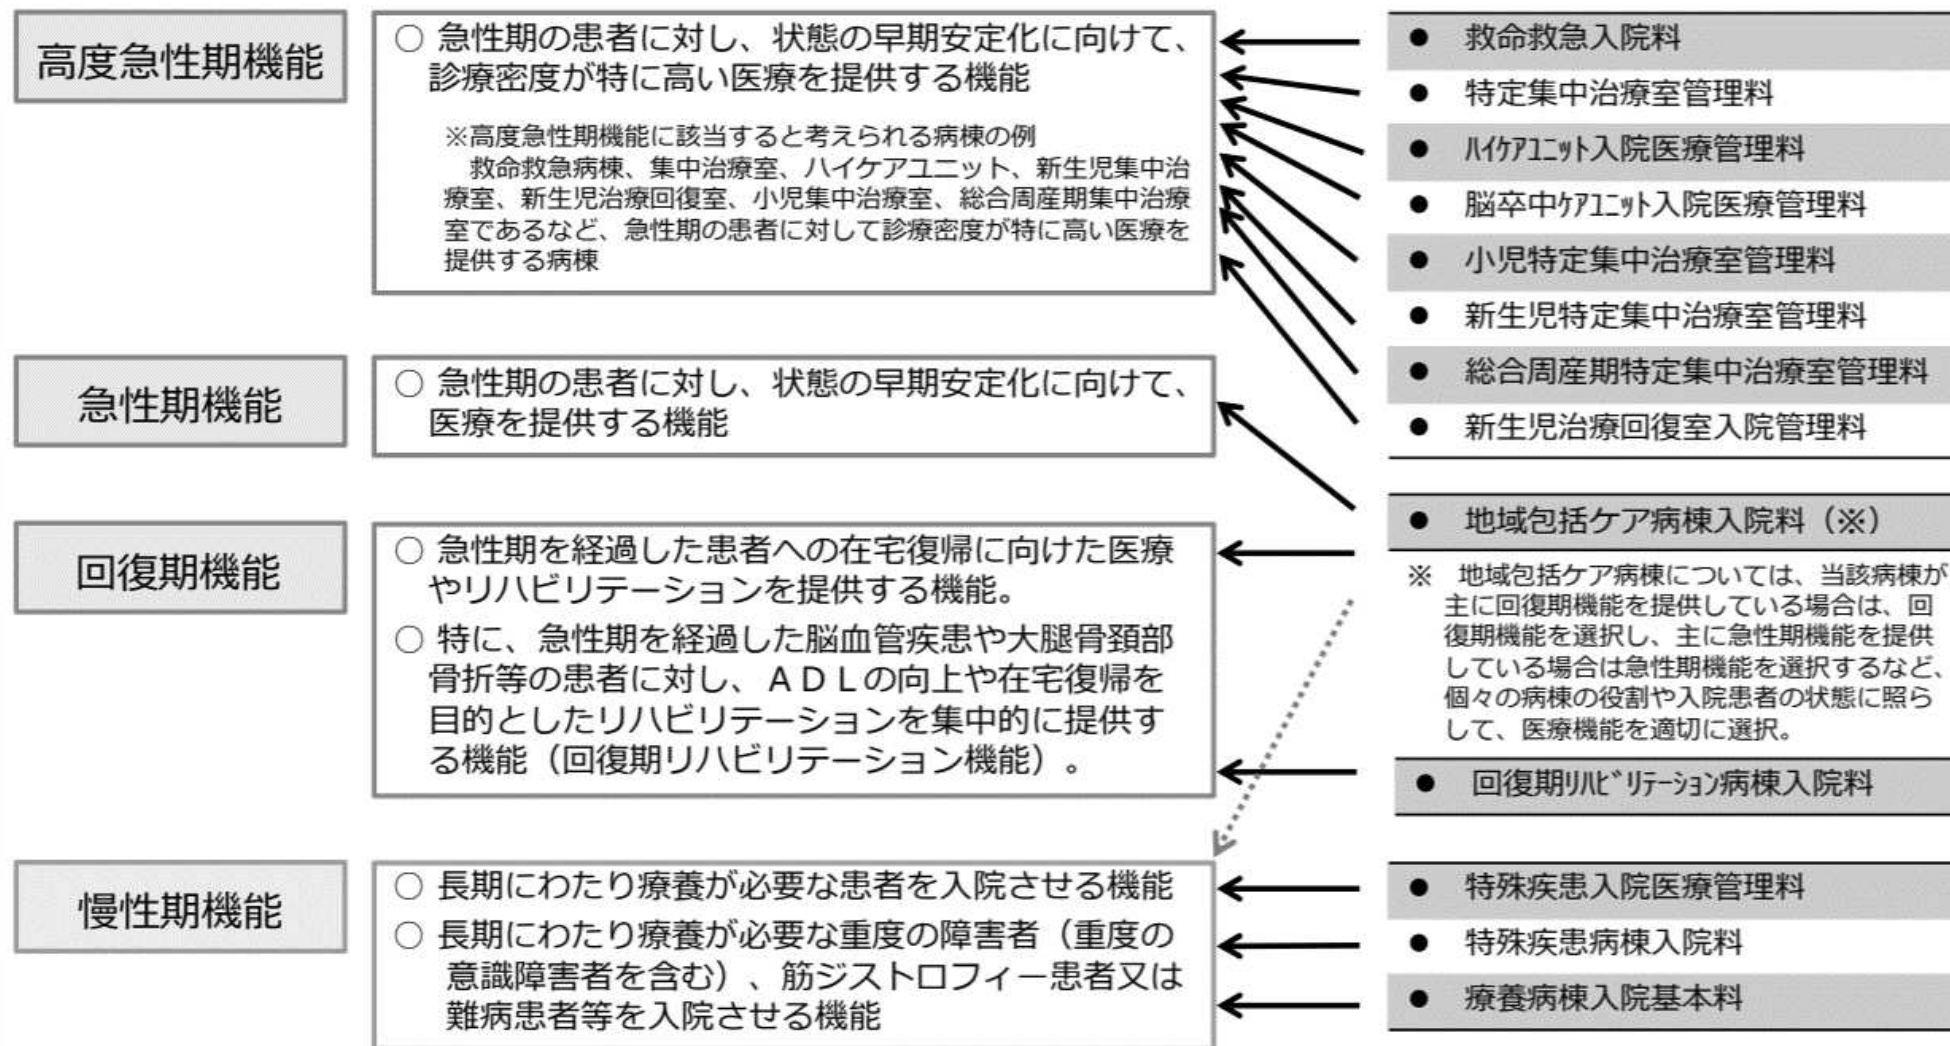 高度急性期機能
○ 急性期の患者に対し、状態の早期安定化に向けて、
診療密度が特に高い医療を提供する機能
※高度急性期機能に該当すると考えられる病棟の例
救命救急病棟、集中治療室、ハイケアユニット、新生児集中治
療室、新生児治療回復室、小児集中治療室、総合周産期集中治療
室であるなど、急性期の患者に対して診療密度が特に高い医療を
提供する病棟
● 救命救急入院料
● 特定集中治療室管理料
● ﾊｲｹｱﾕﾆｯﾄ入院医療管理料
● 脳卒中ｹｱﾕﾆｯﾄ入院医療管理料
● 小児特定集中治療室管理料
● 新生児特定集中治療室管理料
● 総合周産期特定集中治療室管理料
● 新生児治療回復室入院管理料
急性期機能
○ 急性期の患者に対し、状態の早期安定化に向けて、
医療を提供する機能
回復期機能
○ 急性期を経過した患者への在宅復帰に向けた医療
やリハビリテーションを提供する機能。
○ 特に、急性期を経過した脳血管疾患や大腿骨頚部
骨折等の患者に対し、ＡＤＬの向上や在宅復帰を
目的としたリハビリテーションを集中的に提供す
る機能（回復期リハビリテーション機能）。
● 地域包括ケア病棟入院料（※）
※ 地域包括ケア病棟については、当該病棟が
主に回復期機能を提供している場合は、回
復期機能を選択し、主に急性期機能を提供
している場合は急性期機能を選択するなど、
個々の病棟の役割や入院患者の状態に照ら
して、医療機能を適切に選択。
● 回復期ﾘﾊﾋﾞﾘﾃｰｼｮﾝ病棟入院料
慢性期機能
○ 長期にわたり療養が必要な患者を入院させる機能
○ 長期にわたり療養が必要な重度の障害者（重度の
意識障害者を含む）、筋ジストロフィー患者又は
難病患者等を入院させる機能
● 特殊疾患入院医療管理料
● 特殊疾患病棟入院料
● 療養病棟入院基本料